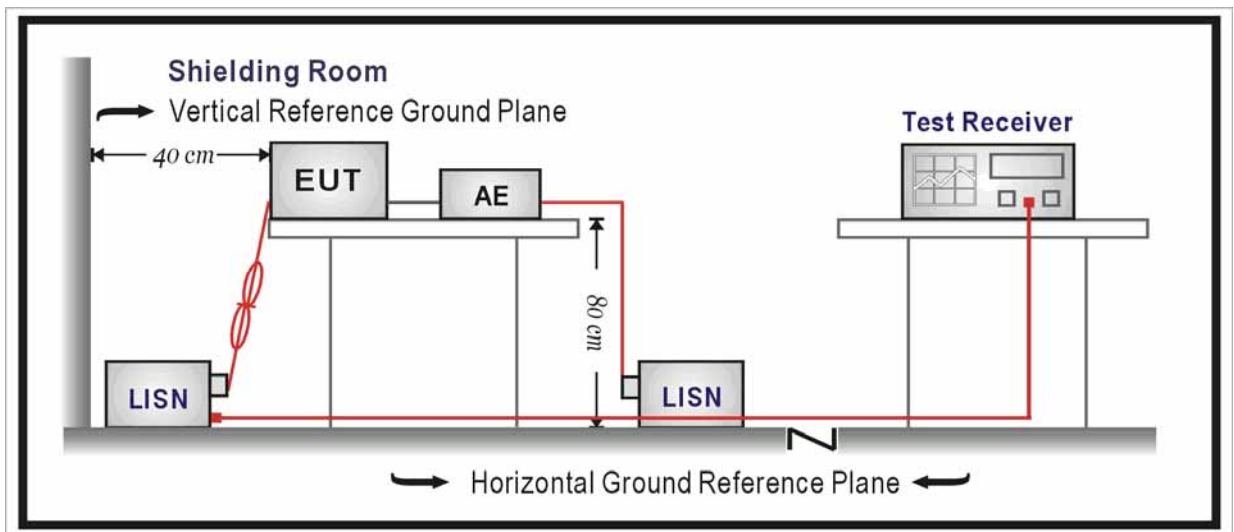 Shielding Room
Vertical Reference Ground Plane
Test Receiver
40 cm
EUT
AE
80 cm
LISN
LISN
Horizontal Ground Reference Plane